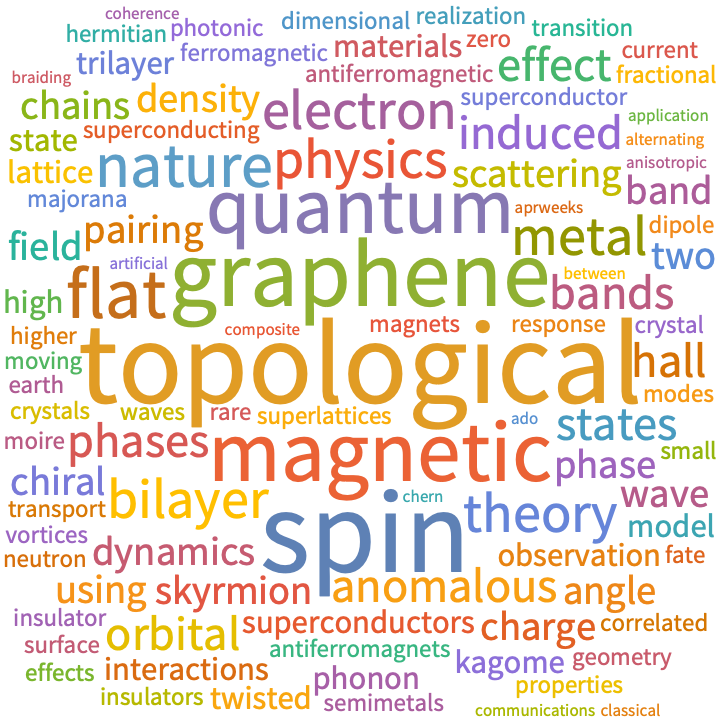 coherence
hermitian photonic dimensional realization transition
trilayer ferromagnetic materials zero current
braiding antiferromagnetic effect fractional
chains density electron superconductor application
state superconducting induced alternating
lattice nature physics scattering anisotropic
majorana quantum band
pairing aprweeks metal dipole
field artificial graphene two
flat between
high bands
higher composite magnets response crystal
moving topological hall
earth modes
crystals waves rare superlattices ado states
moire phases magnetic small
chiral phase
transport bilayer chern wave
vortices spin theory model
neutron dynamics observation fate
using skyrmion anomalous angle
insulator orbital superconductors charge correlated
surface antiferromagnets kagome geometry
effects interactions phonon properties
insulators twisted semimetals communications classical